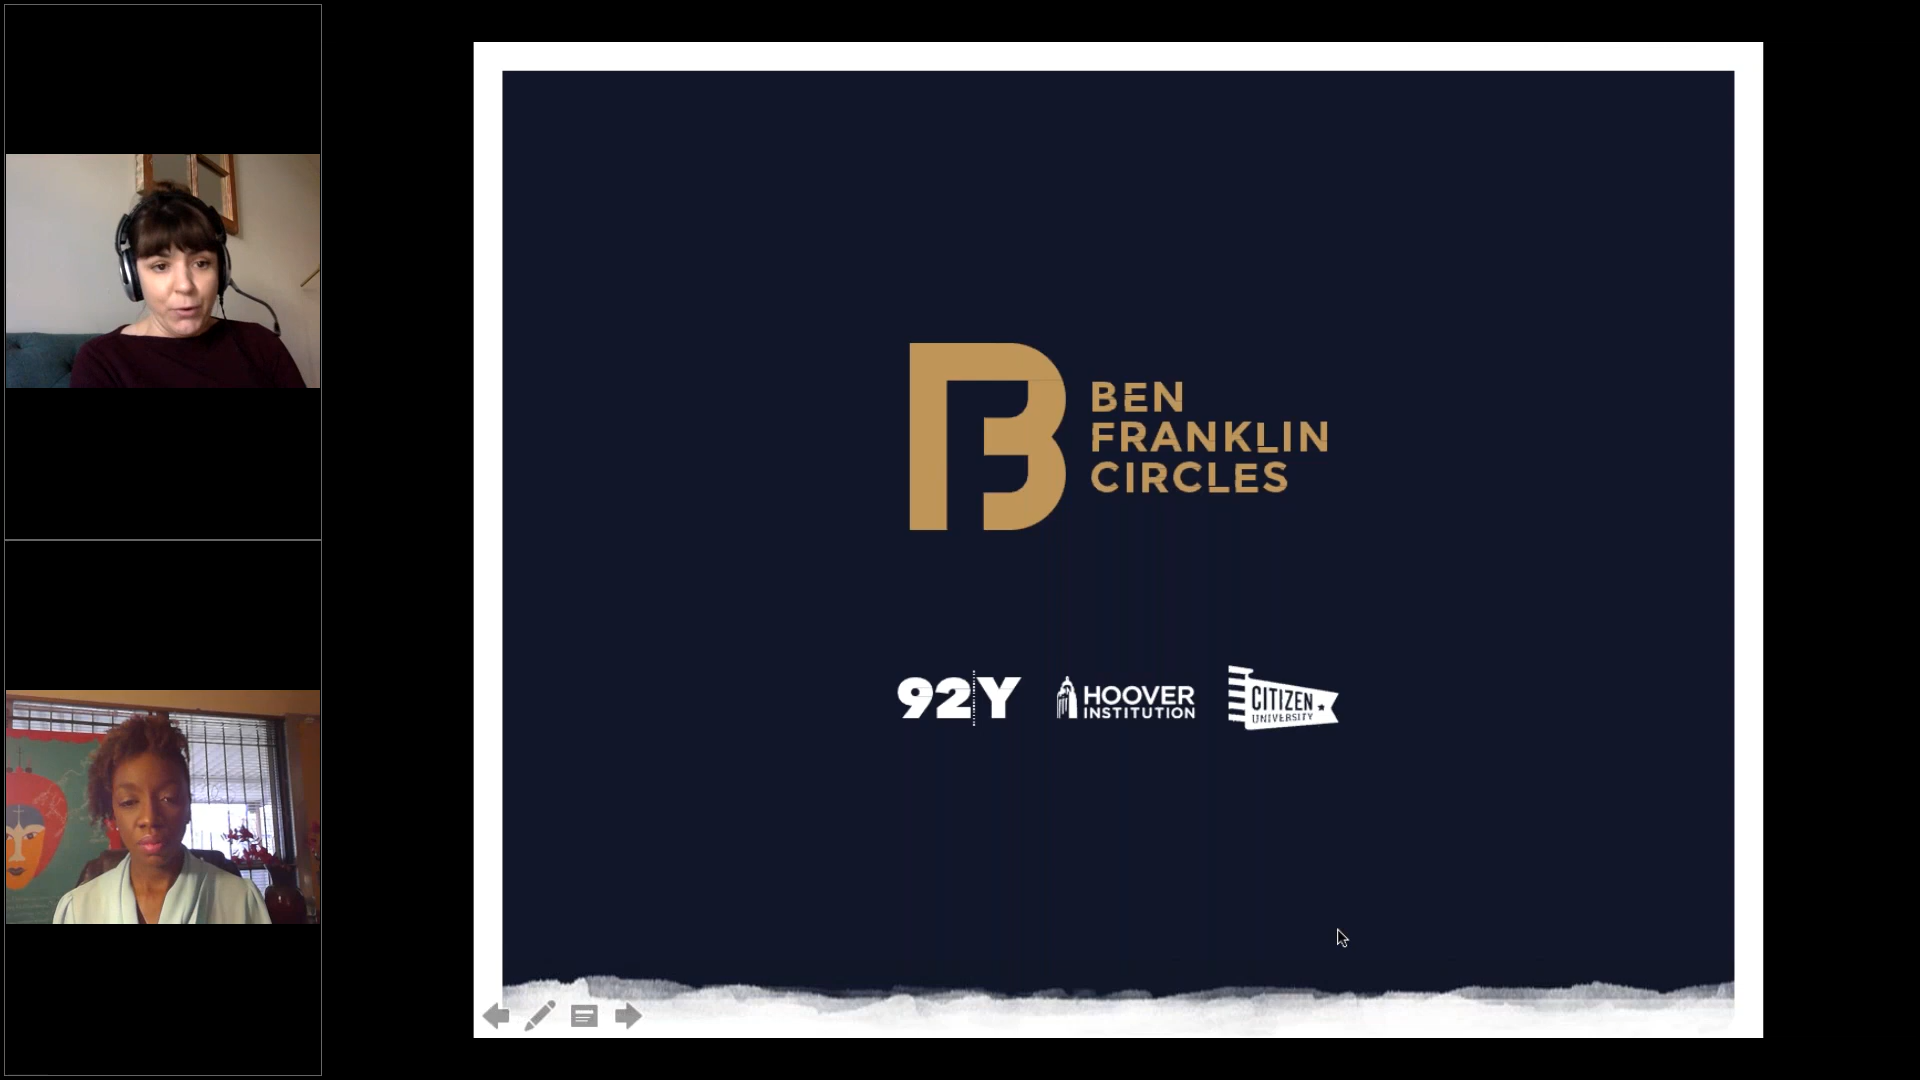 BEN
FRANKLIN
CIRCLES
92Y
HOOVER
INSTITUTION
CITIZEN
UNIVERSITY